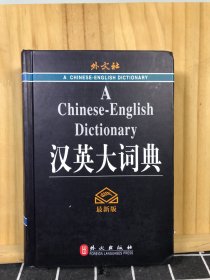 外文社
A CHINESE-ENGLISH DICTIONARY
A
Chinese-English
Dictionary
汉英大词典
最新版
外文出版社
FOREIGN LANGUAGES PRESS